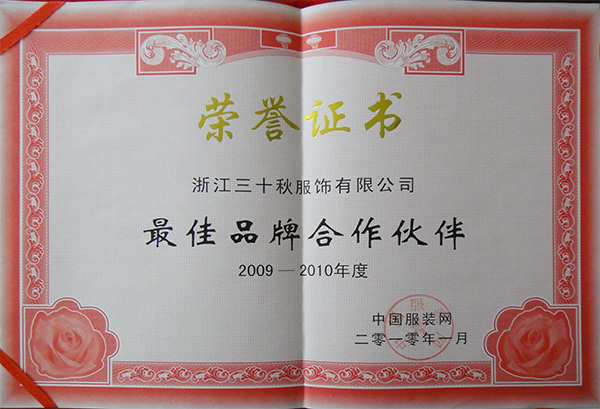 荣誉证书
浙江三十秋服饰有限公司
最佳品牌合作伙伴
2009—2010年度
中国服装网
二零一零年一月